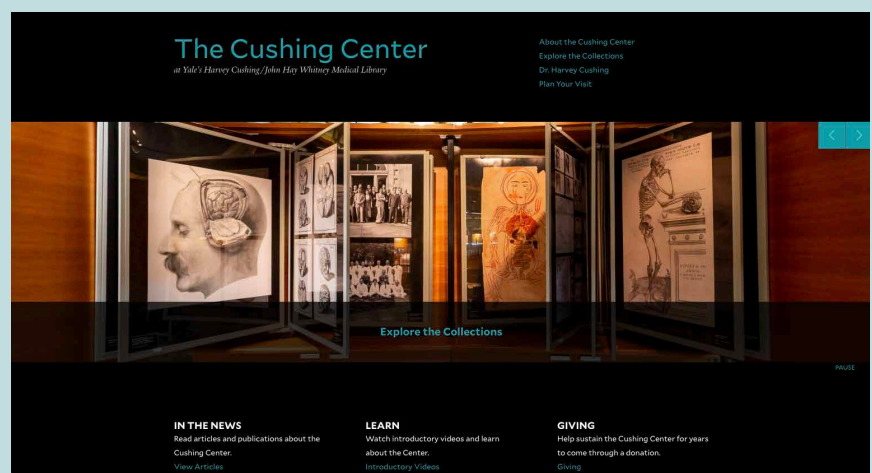 The Cushing Center
at Yale's Harvey Cushing/John Hay Whitney Medical Library
About the Cushing Center
Explore the Collections
Dr. Harvey Cushing
Plan Your Visit
Explore the Collections
PAUSE
IN THE NEWS
Read articles and publications about the
Cushing Center.
View Articles
LEARN
Watch introductory videos and learn
about the Center.
Introductory Videos
GIVING
Help sustain the Cushing Center for years
to come through a donation.
Giving